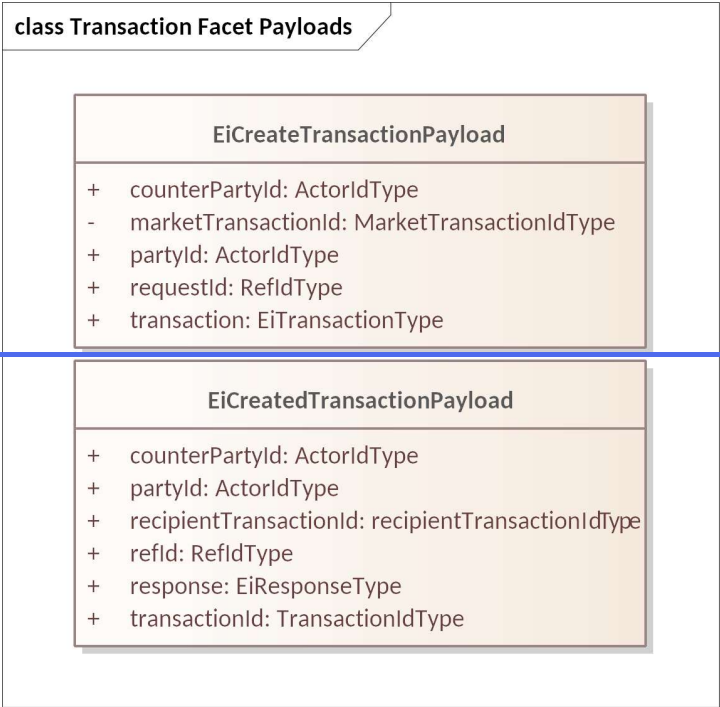 class Transaction Facet Payloads
EiCreateTransactionPayload
+ counterPartyId: ActorIdType
- marketTransactionId: MarketTransactionIdType
+ partyId: ActorIdType
+ requestId: RefIdType
+ transaction: EiTransactionType
EiCreatedTransactionPayload
+ counterPartyId: ActorIdType
+ partyId: ActorIdType
+ recipientTransactionId: recipientTransactionIdType
+ refId: RefIdType
+ response: EiResponseType
+ transactionId: TransactionIdType